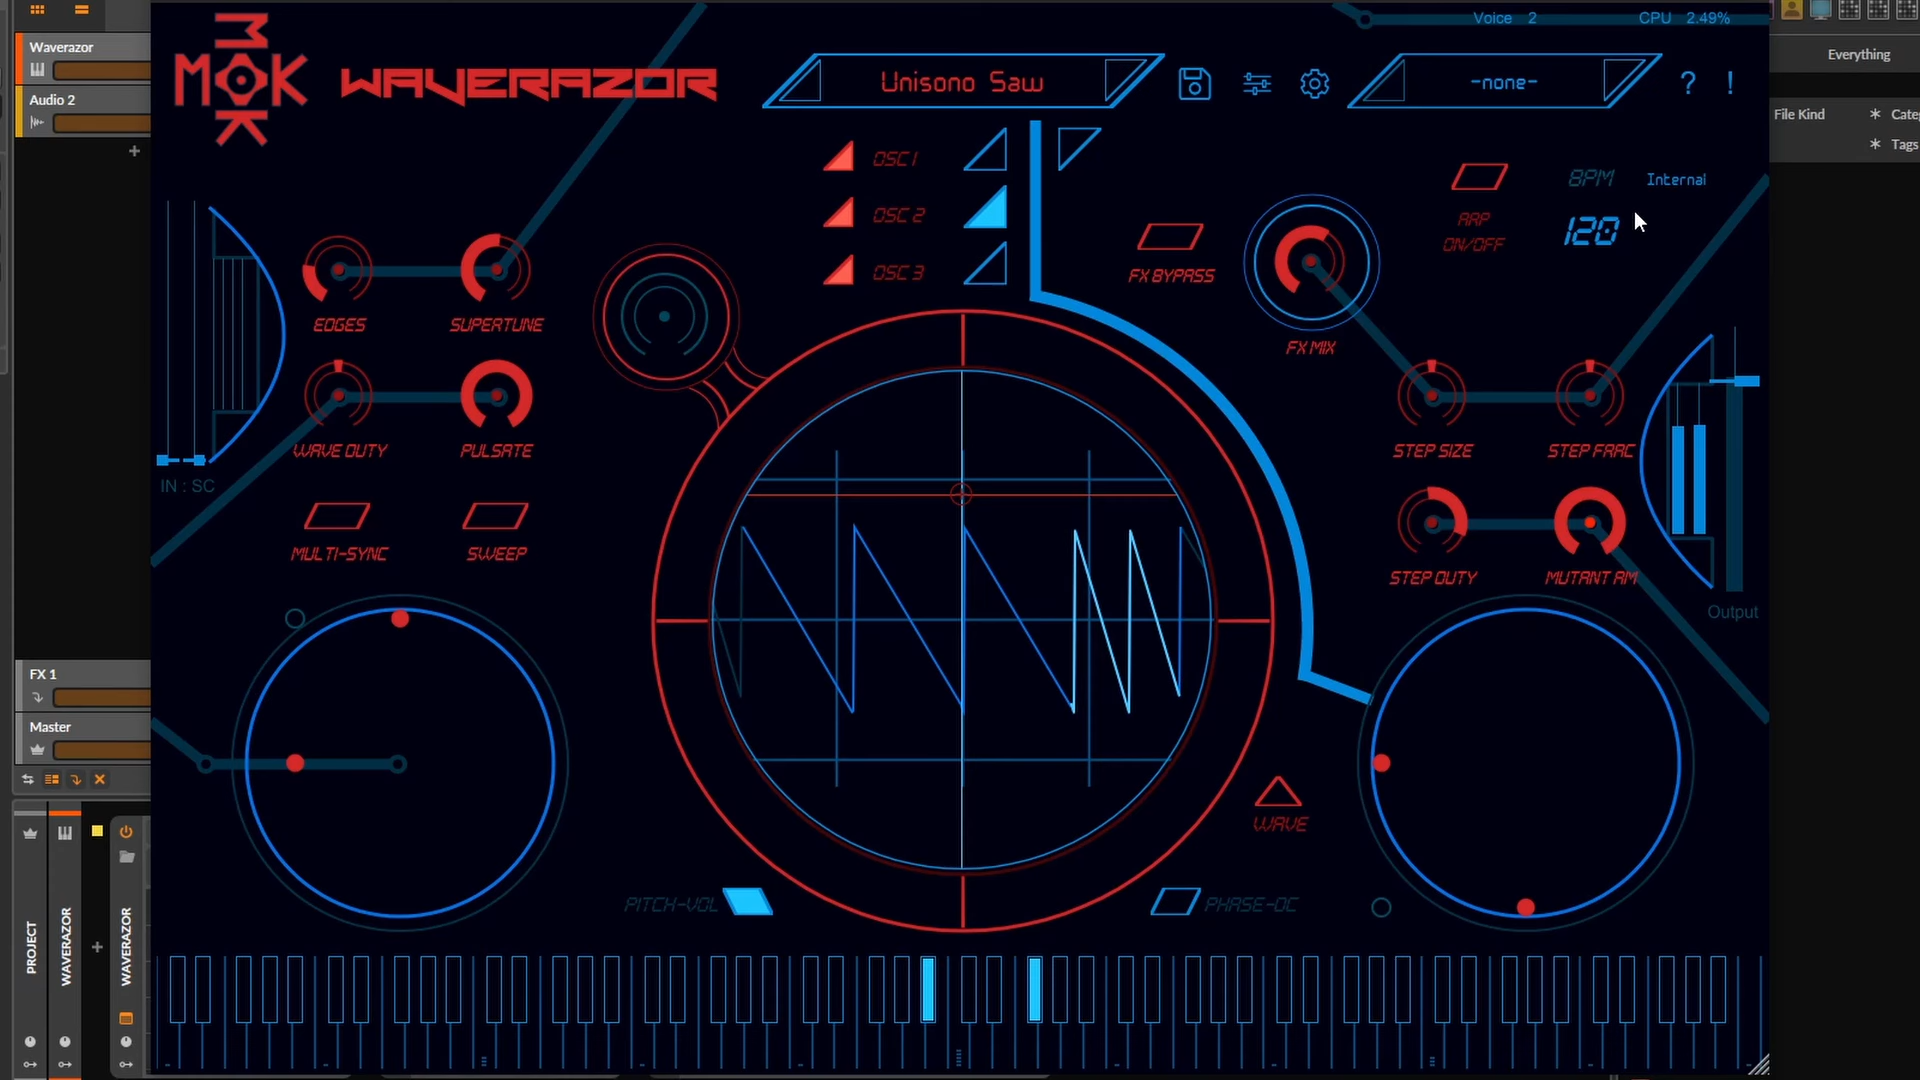 Voice 2
CPU 2.49%
Waverazor
MOK
WAVERAZOR
Unisono Saw
-none-
?
!
Everything
Audio 2
File Kind
* Categ
* Tags
+
OSC 1
OSC 2
OSC 3
BPM
Internal
120
ARP
ON/OFF
FX BYPASS
FX MIX
EDGES
SUPERTUNE
WAVE DUTY
PULSATE
STEP SIZE
STEP FRAC
IN : SC
MULTI-SYNC
SWEEP
STEP DUTY
MUTANT AM
Output
FX 1
Master
WAVE
PITCH-VOL
PHASE-DC
PROJECT
WAVERAZOR
+
WAVERAZOR